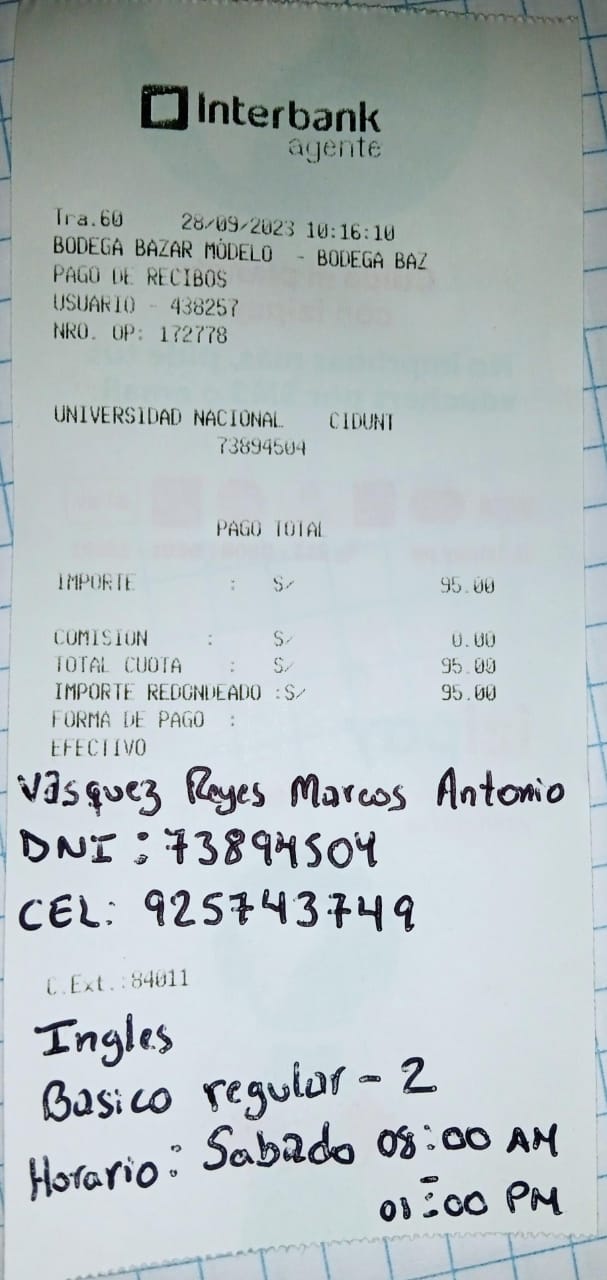 Interbank
agente
Tra.60 28/09/2023 10:16:10
BODEGA BAZAR MODELO - BODEGA BAZ
PAGO DE RECIBOS
USUARIO - 438257
NRO. OP: 172778
UNIVERSIDAD NACIONAL CIDUNT
73894504
PAGO TOTAL
IMPORTE : S/ 95.00
COMISION : S/ 0.00
TOTAL CUOTA : S/ 95.00
IMPORTE REDONDEADO :S/ 95.00
FORMA DE PAGO :
EFECTIVO
Vásquez Reyes Marcos Antonio
DNI: 73894504
CEL: 925743749
C.Ext.:84011
Ingles
Basico regular - 2
Horario: Sabado 08:00 AM
01:00 PM